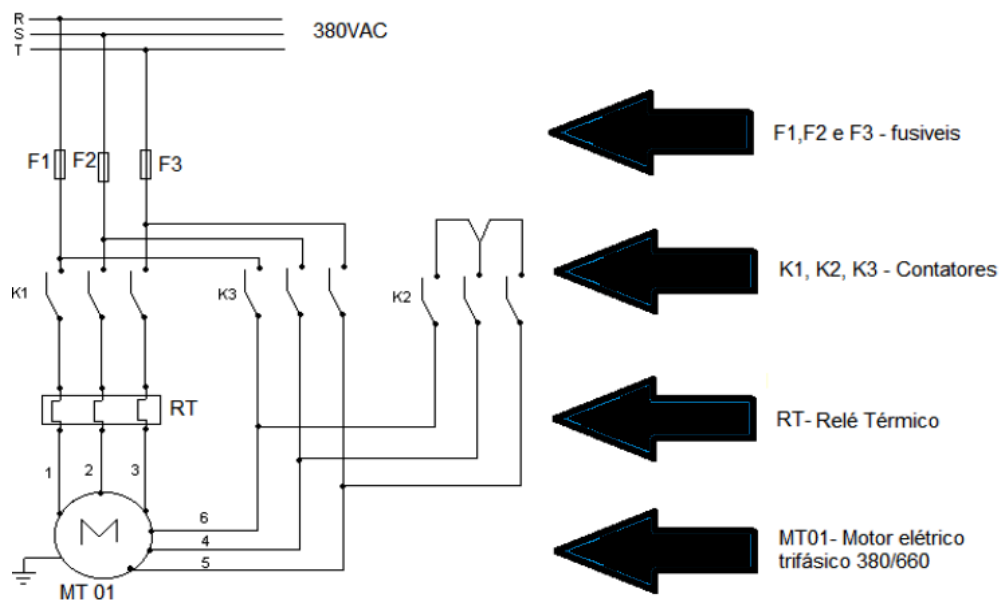 R
S
T
380VAC
F1
F2
F3
F1,F2 e F3 - fusiveis
K1
K3
K2
K1, K2, K3 - Contatores
RT
RT- Relé Térmico
1
2
3
M
6
4
5
MT 01
MT01- Motor elétrico
trifásico 380/660